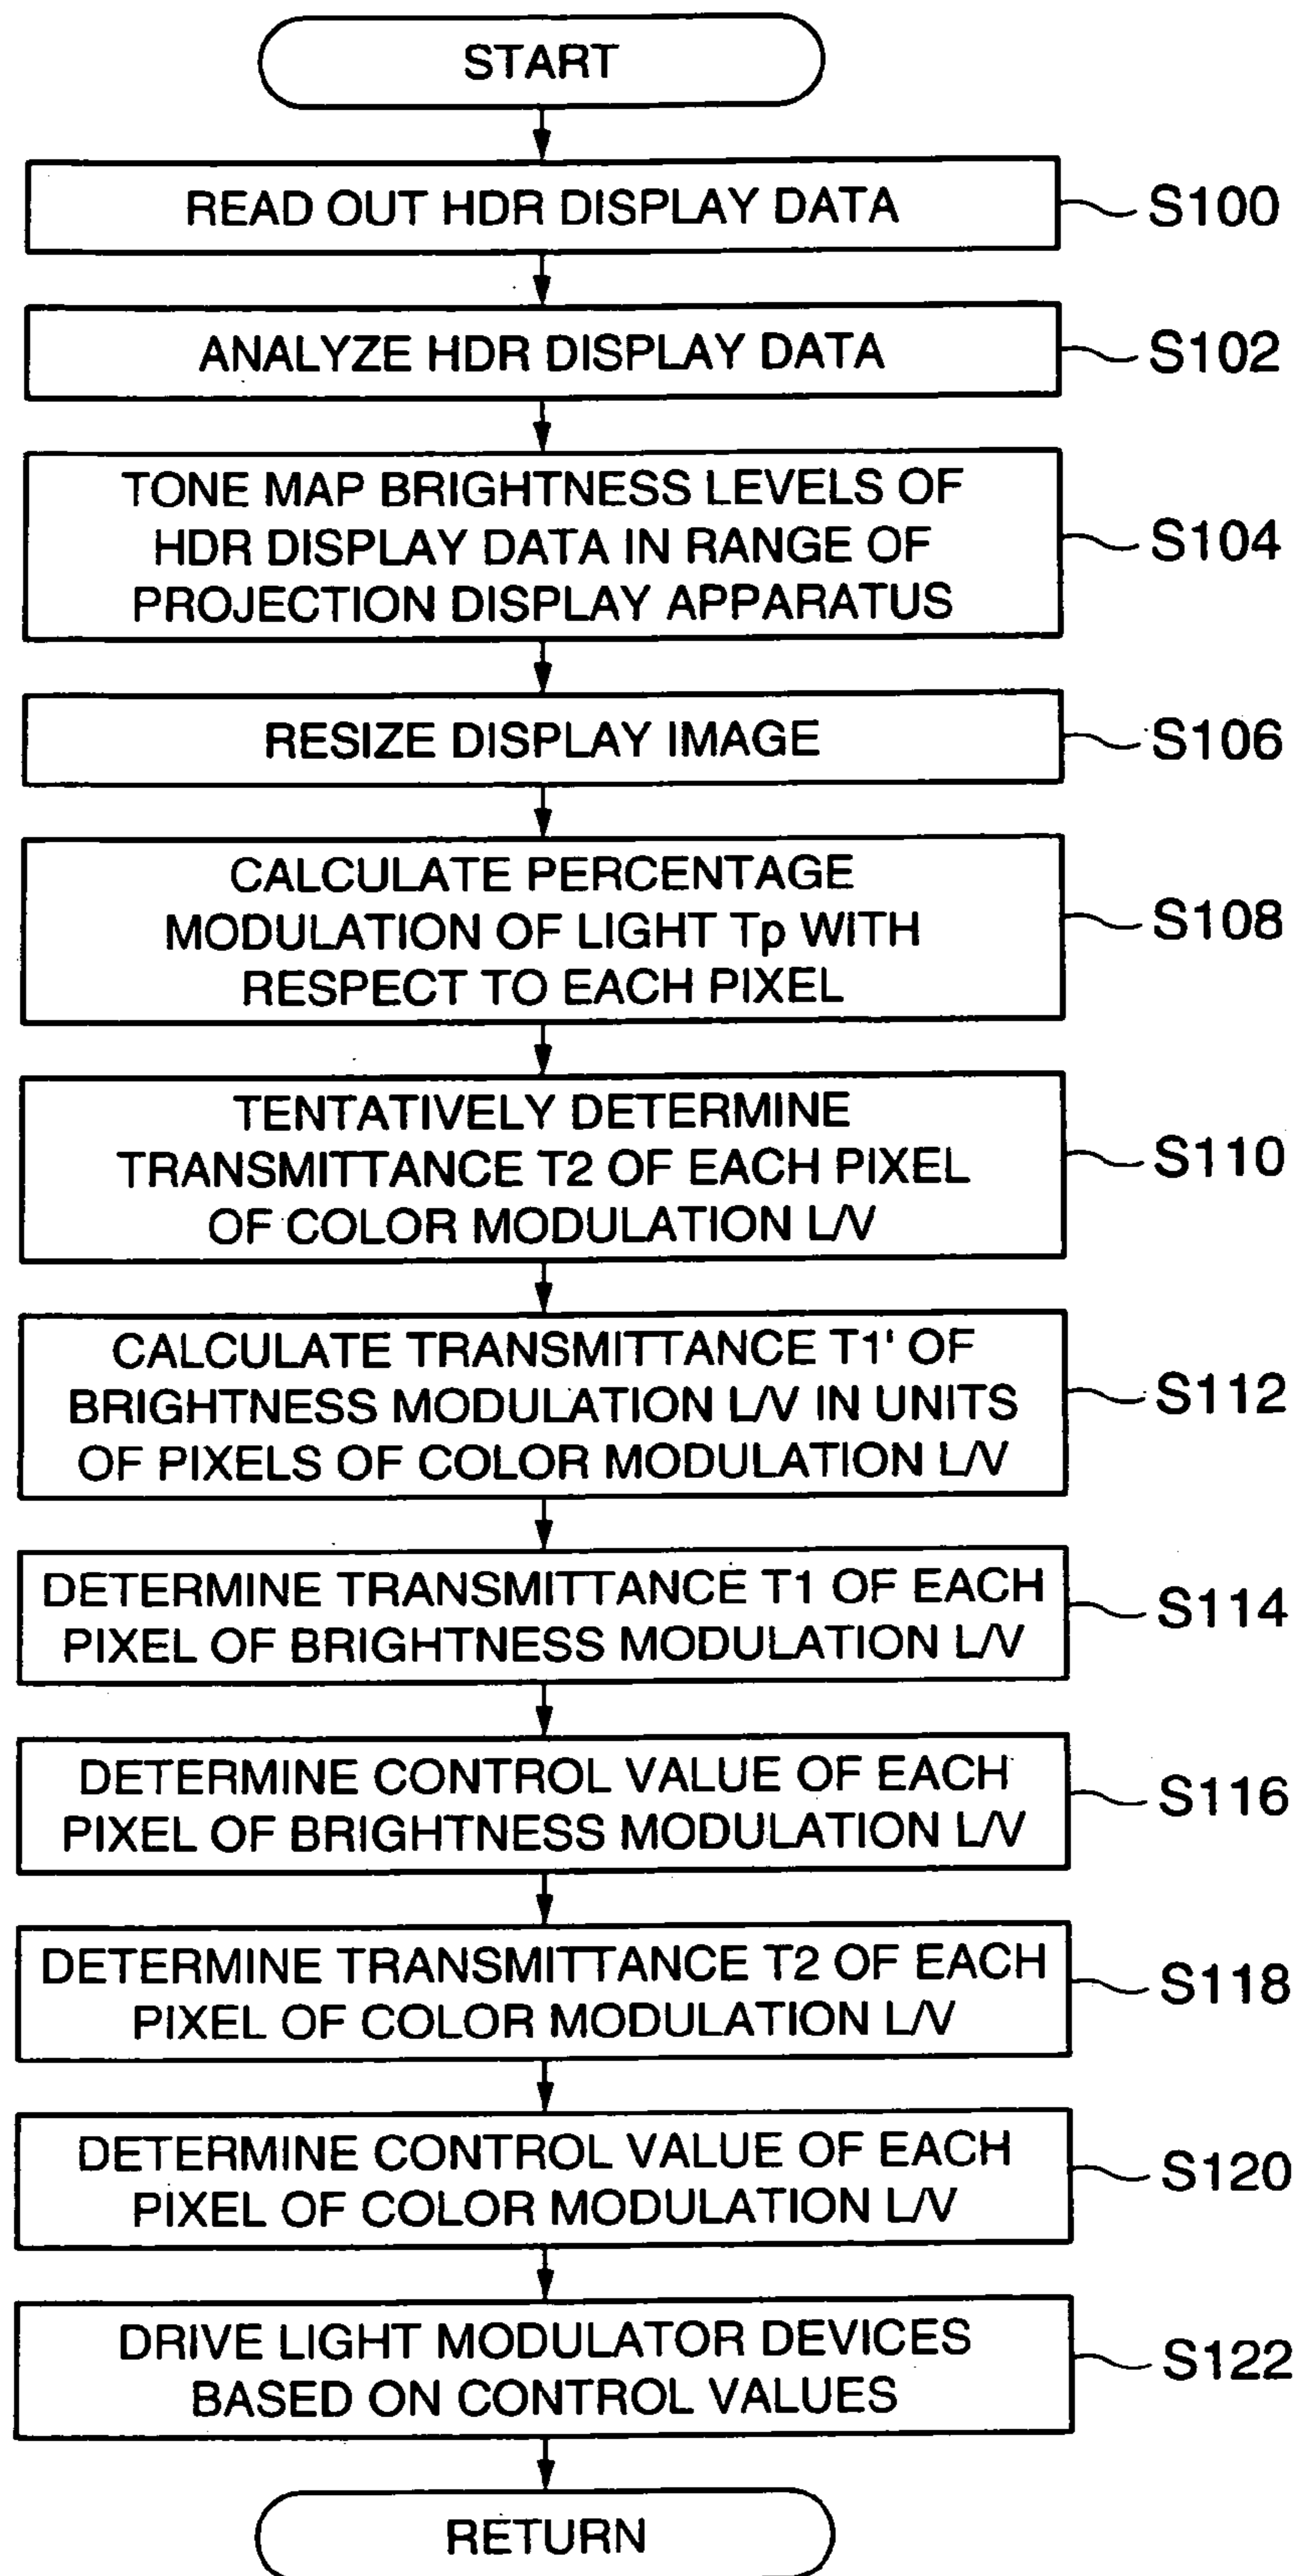 START
READ OUT HDR DISPLAY DATA
S100
ANALYZE HDR DISPLAY DATA
S102
TONE MAP BRIGHTNESS LEVELS OF
HDR DISPLAY DATA IN RANGE OF
PROJECTION DISPLAY APPARATUS
S104
RESIZE DISPLAY IMAGE
S106
CALCULATE PERCENTAGE
MODULATION OF LIGHT Tp WITH
RESPECT TO EACH PIXEL
S108
TENTATIVELY DETERMINE
TRANSMITTANCE T2 OF EACH PIXEL
OF COLOR MODULATION L/V
S110
CALCULATE TRANSMITTANCE T1' OF
BRIGHTNESS MODULATION L/V IN UNITS
OF PIXELS OF COLOR MODULATION L/V
S112
DETERMINE TRANSMITTANCE T1 OF EACH
PIXEL OF BRIGHTNESS MODULATION L/V
S114
DETERMINE CONTROL VALUE OF EACH
PIXEL OF BRIGHTNESS MODULATION L/V
S116
DETERMINE TRANSMITTANCE T2 OF EACH
PIXEL OF COLOR MODULATION L/V
S118
DETERMINE CONTROL VALUE OF EACH
PIXEL OF COLOR MODULATION L/V
S120
DRIVE LIGHT MODULATOR DEVICES
BASED ON CONTROL VALUES
S122
RETURN